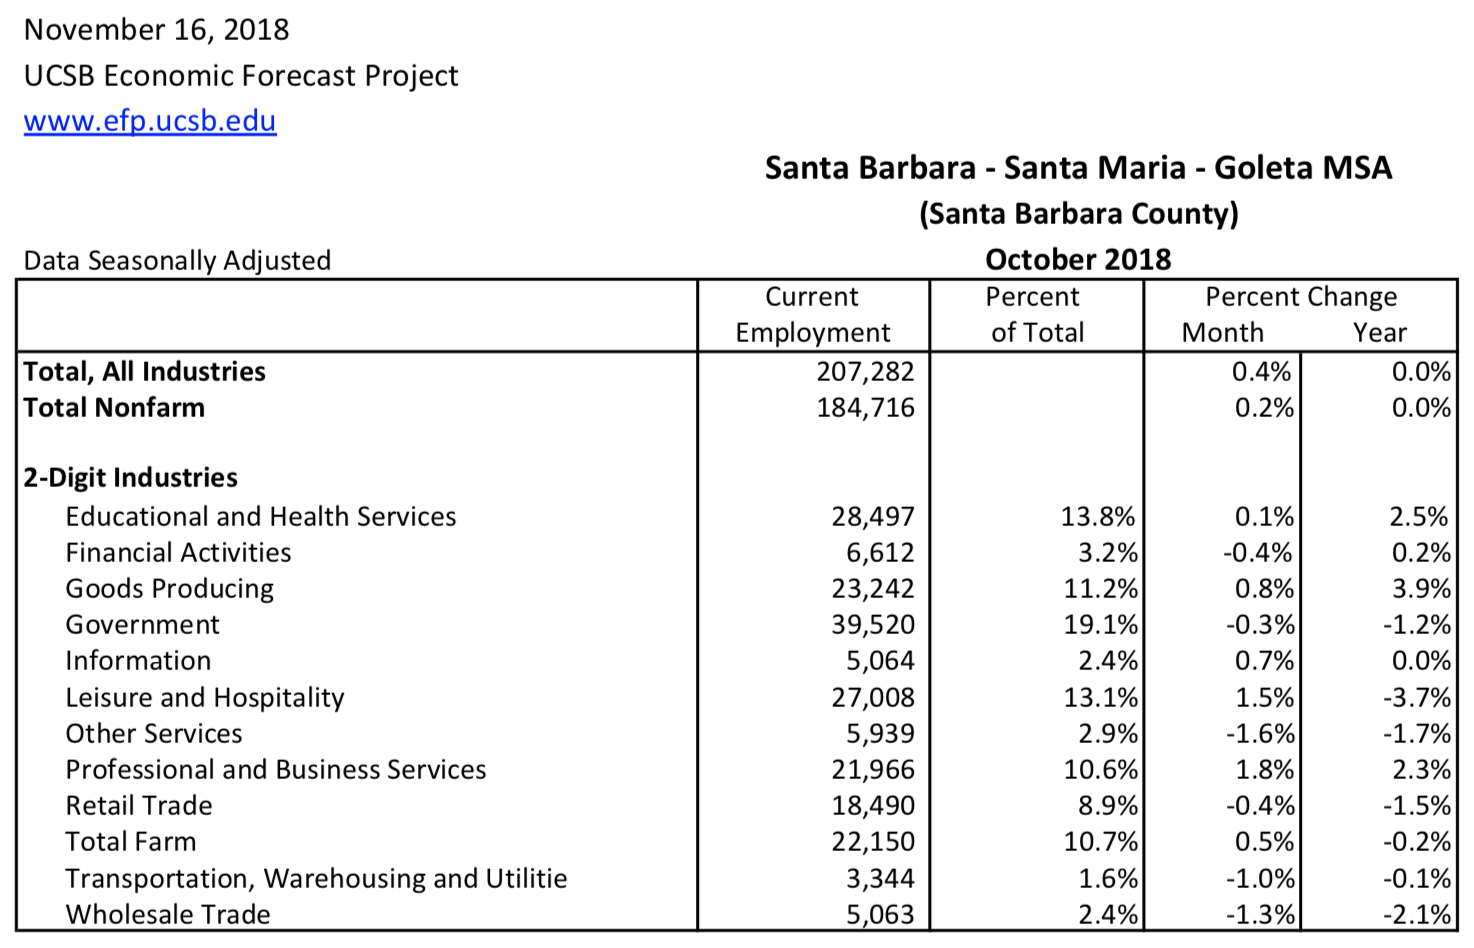 November 16, 2018
UCSB Economic Forecast Project
www.efp.ucsb.edu
Santa Barbara - Santa Maria - Goleta MSA
(Santa Barbara County)
Data Seasonally Adjusted October 2018
Current Percent Percent Change
Employment of Total Month Year
Total, All Industries 207,282 0.4% 0.0%
Total Nonfarm 184,716 0.2% 0.0%
2-Digit Industries
Educational and Health Services 28,497 13.8% 0.1% 2.5%
Financial Activities 6,612 3.2% -0.4% 0.2%
Goods Producing 23,242 11.2% 0.8% 3.9%
Government 39,520 19.1% -0.3% -1.2%
Information 5,064 2.4% 0.7% 0.0%
Leisure and Hospitality 27,008 13.1% 1.5% -3.7%
Other Services 5,939 2.9% -1.6% -1.7%
Professional and Business Services 21,966 10.6% 1.8% 2.3%
Retail Trade 18,490 8.9% -0.4% -1.5%
Total Farm 22,150 10.7% 0.5% -0.2%
Transportation, Warehousing and Utilitie 3,344 1.6% -1.0% -0.1%
Wholesale Trade 5,063 2.4% -1.3% -2.1%